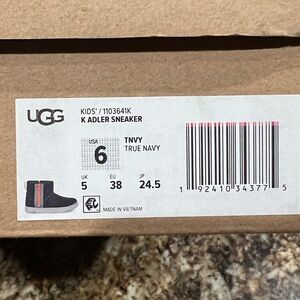 UGG
KIDS' / 1103641K
K ADLER SNEAKER
USA
6
TNVY
TRUE NAVY
UK EU JP
5 38 24.5
MADE IN VIETNAM
1 92410 34377 5